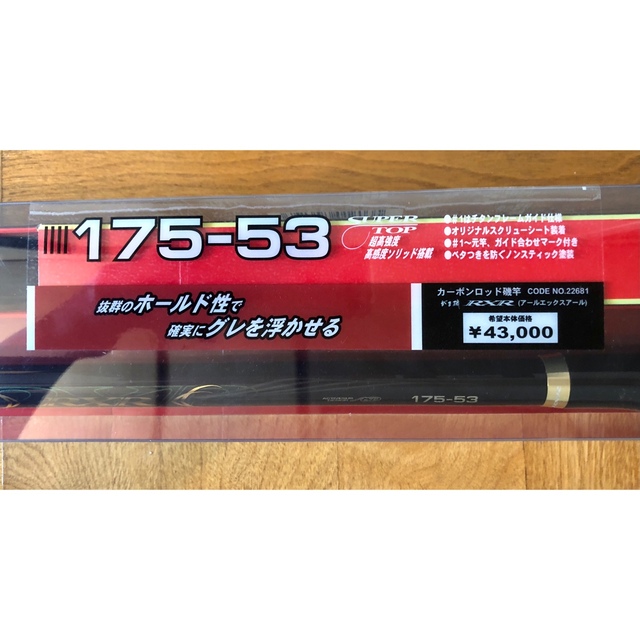 175-53
SUPER
TOP
超高強度
高感度ソリッド搭載
●#1はチタンフレームガイド仕様
●オリジナルスクリューシート装着
●#1〜元竿、ガイド合わせマーク付き
●ベタつきを防ぐノンスティック塗装
抜群のホールド性で
確実にグレを浮かせる
カーボンロッド磯竿 CODE NO.22681
RXR (アールエックスアール)
希望本体価格
¥43,000
175-53